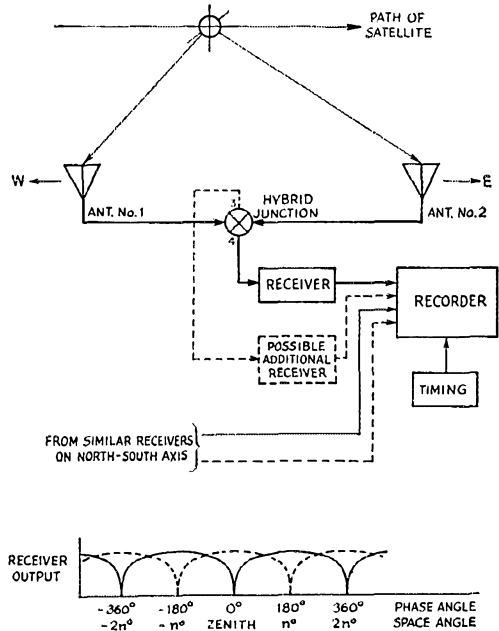 PATH OF
SATELLITE
W
E
ANT. No.1
3
HYBRID
JUNCTION
ANT. No.2
4
RECEIVER
RECORDER
POSSIBLE
ADDITIONAL
RECEIVER
TIMING
FROM SIMILAR RECEIVERS
ON NORTH-SOUTH AXIS
RECEIVER
OUTPUT
-360° -180° 0° 180° 360° PHASE ANGLE
-2n° -n° ZENITH n° 2n° SPACE ANGLE